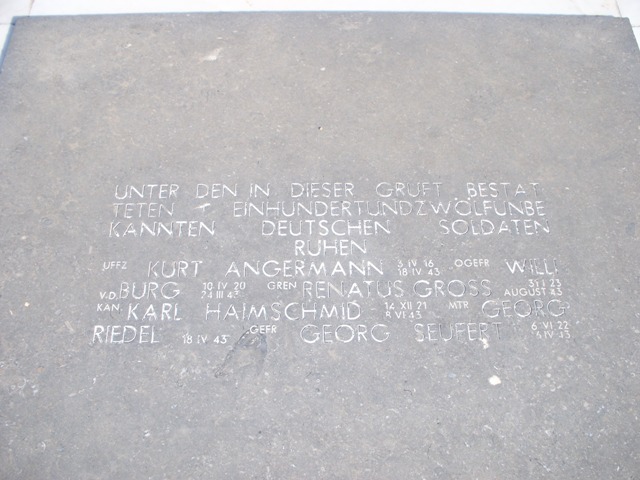 UNTER DEN IN DIESER GRUFT BESTAT
TETEN EINHUNDERTUNDZWÖLFUNBE
KANNTEN DEUTSCHEN SOLDATEN
RUHEN
UFFZ KURT ANGERMANN 3 IV 16 18 IV 43 OGEFR WILLI
V.D. BURG 10 IV 20 24 III 43 GREN RENATUS GROSS 31 I 23 AUGUST 43
KAN KARL HAIMSCHMID 14 XII 21 8 VI 43 MTR GEORG
RIEDEL 18 IV 43 GEFR GEORG SEUFERT 6 VI 22 IV 43